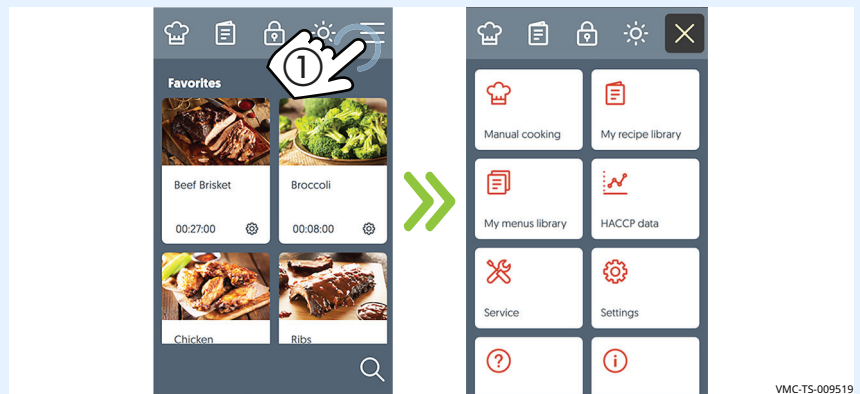 1
Favorites
Beef Brisket
Broccoli
00:27:00
00:08:00
Chicken
Ribs
Manual cooking
My recipe library
My menus library
HACCP data
Service
Settings
VMC-TS-009519